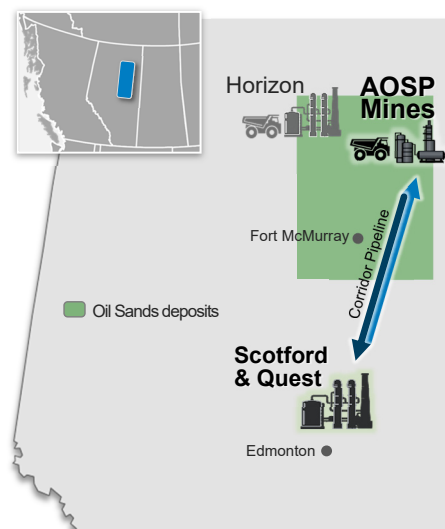 Horizon
AOSP
Mines
Fort McMurray
Corridor Pipeline
Oil Sands deposits
Scotford
& Quest
Edmonton